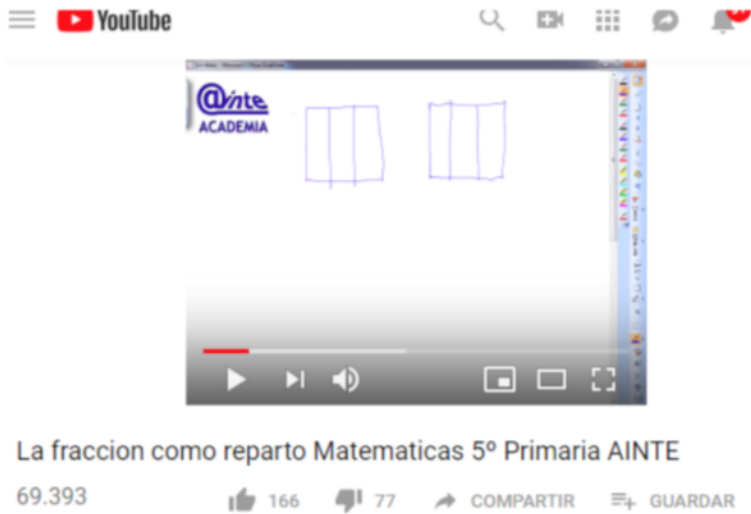 YouTube
@inte
ACADEMIA
La fraccion como reparto Matematicas 5º Primaria AINTE
69.393 166 77 COMPARTIR GUARDAR